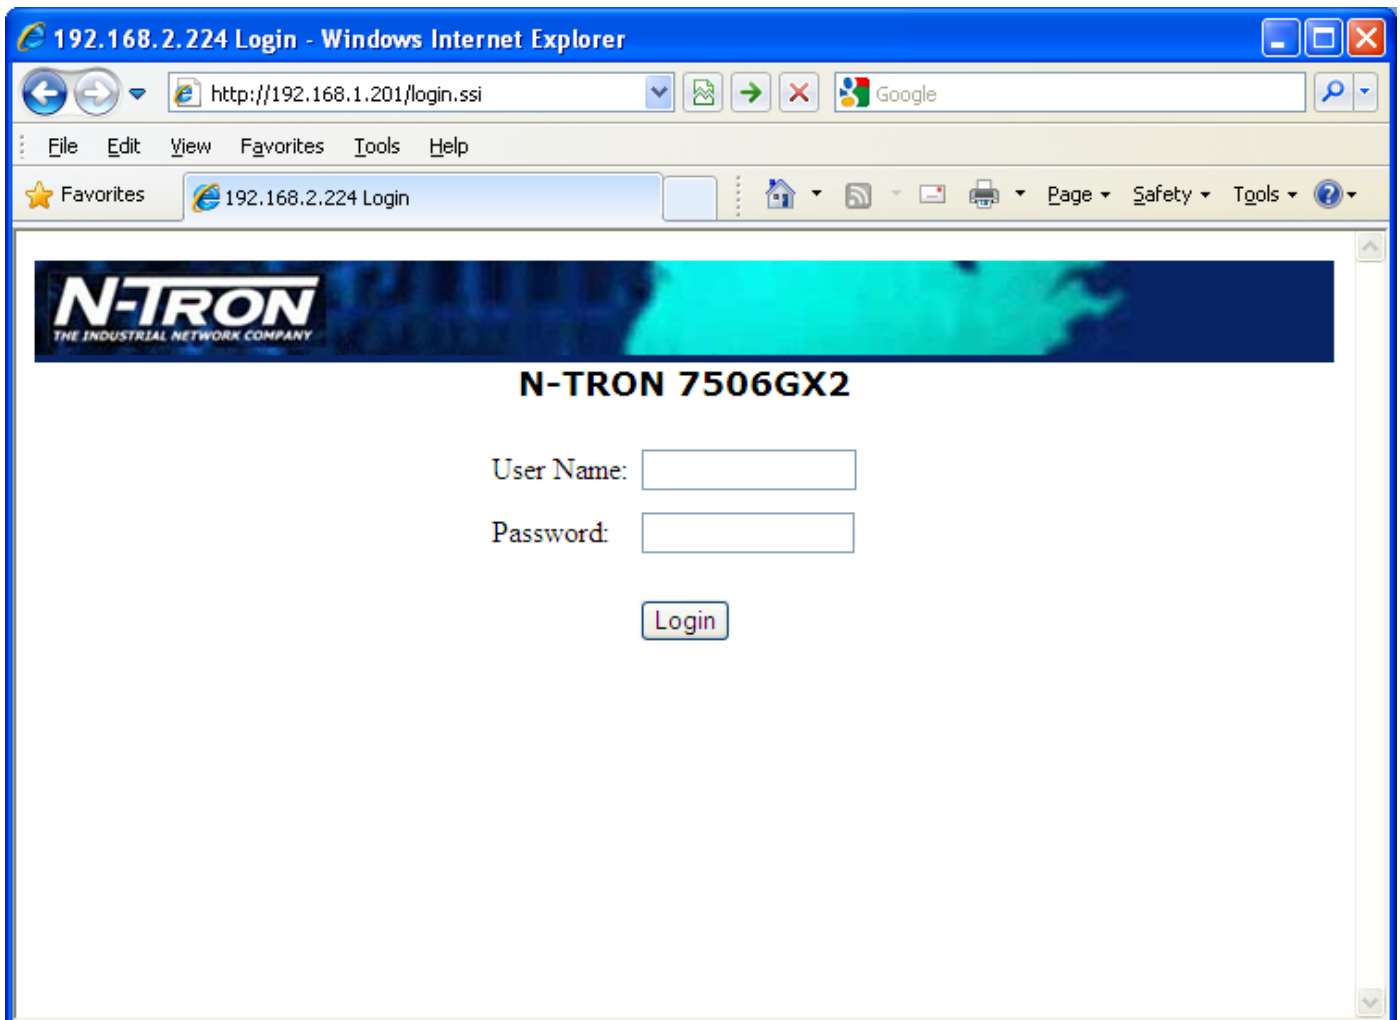 192.168.2.224 Login - Windows Internet Explorer
http://192.168.1.201/login.ssi
Google
File Edit View Favorites Tools Help
Favorites
192.168.2.224 Login
Page Safety Tools
N-TRON
THE INDUSTRIAL NETWORK COMPANY
N-TRON 7506GX2
User Name:
Password:
Login